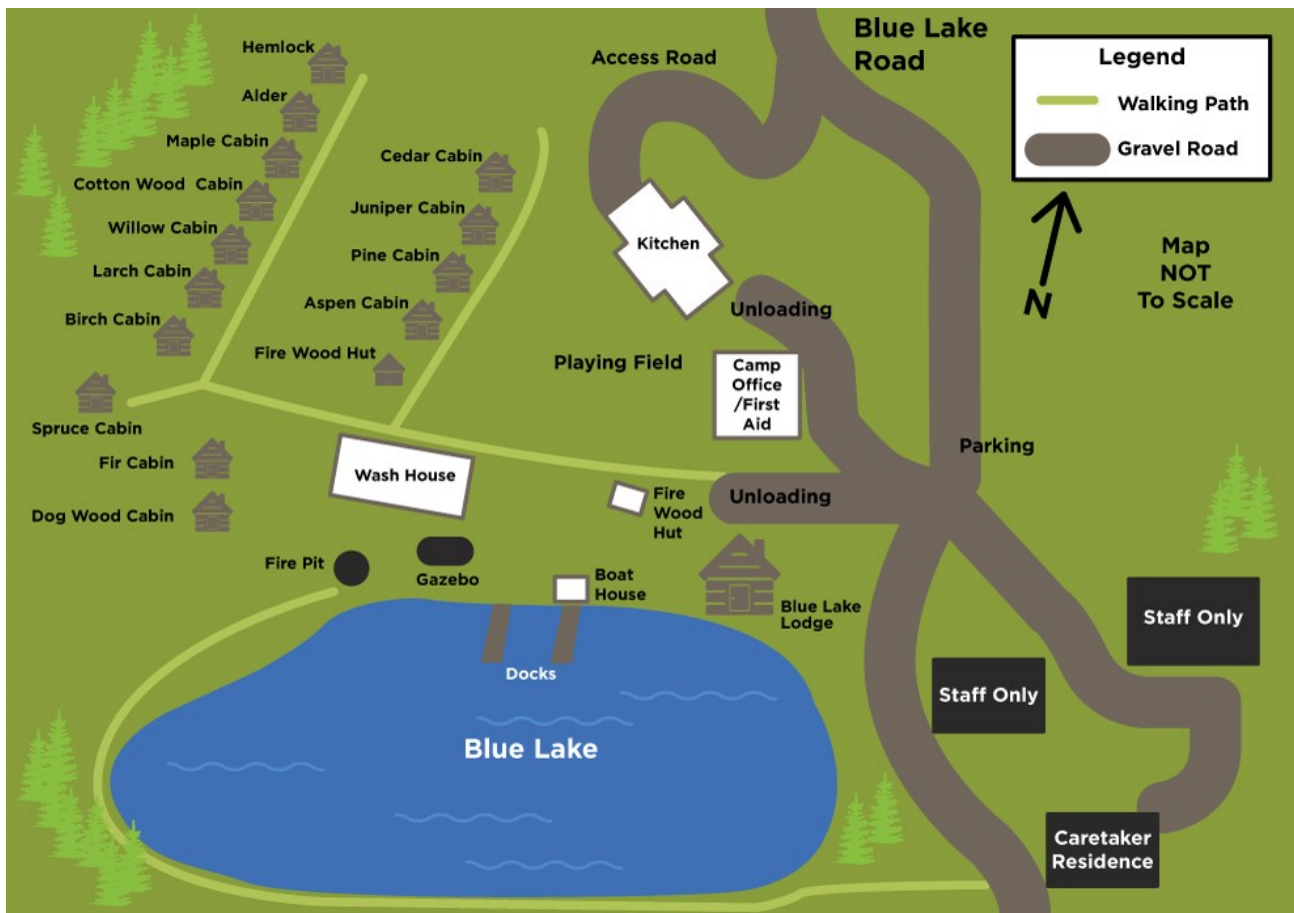 Blue Lake
Road
Access Road
Legend
Walking Path
Gravel Road
N
Map
NOT
To Scale
Hemlock
Alder
Maple Cabin
Cotton Wood Cabin
Willow Cabin
Larch Cabin
Birch Cabin
Cedar Cabin
Juniper Cabin
Pine Cabin
Aspen Cabin
Fire Wood Hut
Kitchen
Unloading
Playing Field
Camp
Office
/First
Aid
Parking
Spruce Cabin
Fir Cabin
Dog Wood Cabin
Wash House
Fire
Wood
Hut
Unloading
Fire Pit
Gazebo
Boat
House
Blue Lake
Lodge
Docks
Blue Lake
Staff Only
Staff Only
Caretaker
Residence